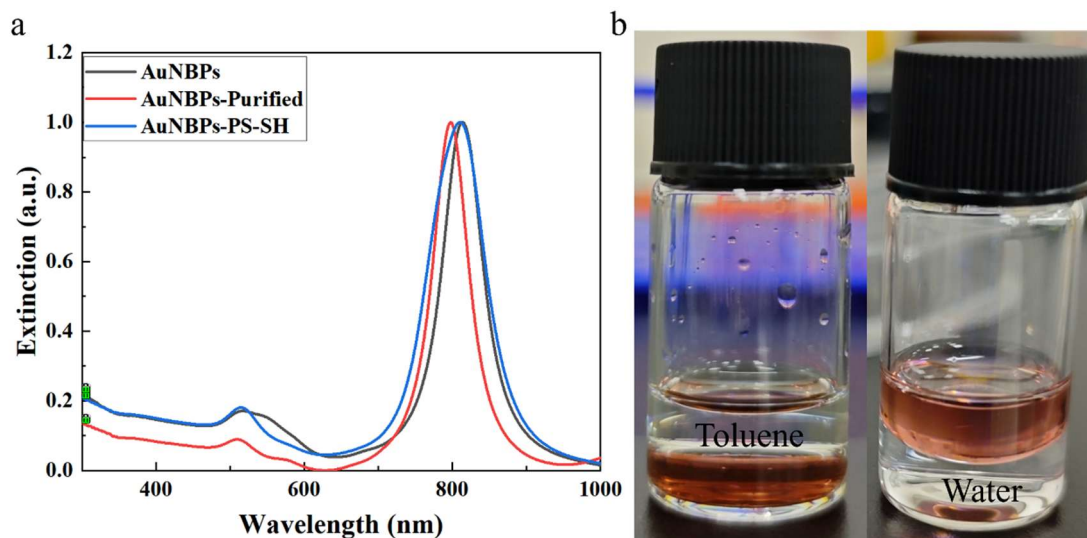 a
1.2
1.0
0.8
0.6
0.4
0.2
0.0
Extinction (a.u.)
AuNBPs
AuNBPs-Purified
AuNBPs-PS-SH
400
600
800
1000
Wavelength (nm)
b
Toluene
Water